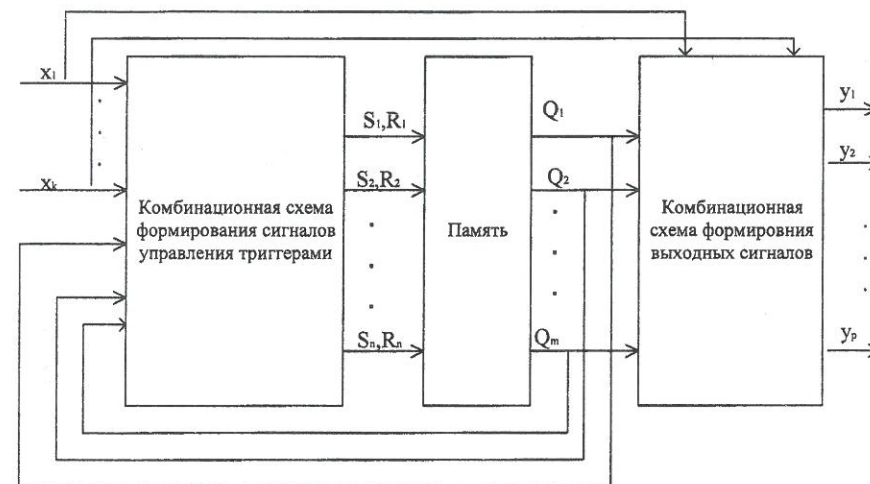 x₁
xₖ
Комбинационная схема
формирования сигналов
управления триггерами
S₁,R₁
S₂,R₂
Sₙ,Rₙ
Память
Q₁
Q₂
Qₘ
Комбинационная
схема формировния
выходных сигналов
y₁
y₂
yₚ